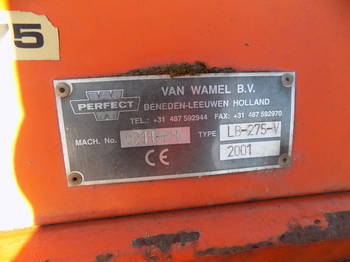 75
PERFECT
VAN WAMEL B.V.
BENEDEN-LEEUWEN HOLLAND
TEL.: +31 487 592944 FAX: +31 487 592970
MACH. No. TYPE LB-275-V
CE 2001